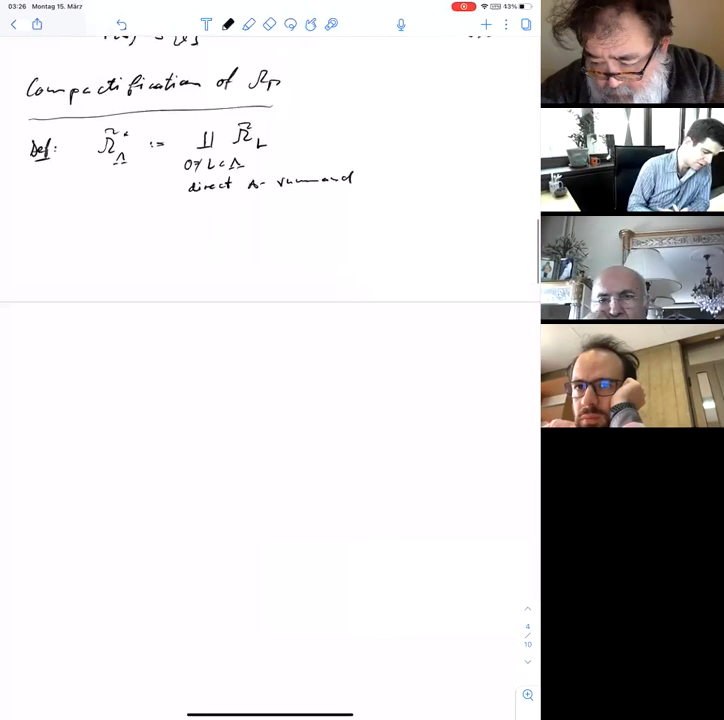 03:26 Montag 15. März
43%
Compactification of Ω_Γ
Def: Ω̃*_Λ := ∐ Ω̃_L
0≠L⊂Λ
direct A-summand
4
/
10